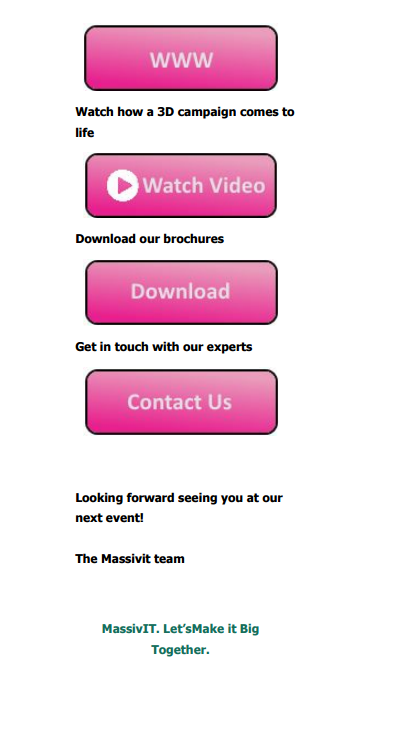 WWW
Watch how a 3D campaign comes to
life
Watch Video
Download our brochures
Download
Get in touch with our experts
Contact Us
Looking forward seeing you at our
next event!
The Massivit team
MassivIT. Let'sMake it Big
Together.